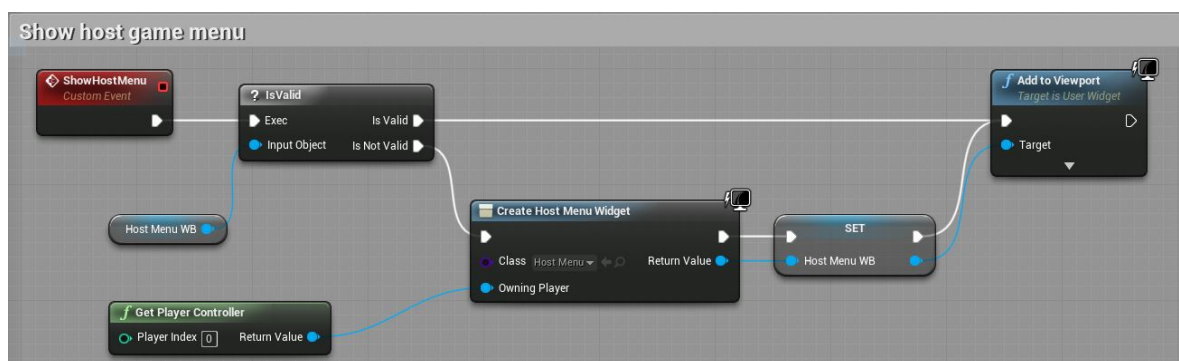 Show host game menu
ShowHostMenu
Custom Event
? IsValid
Exec Is Valid
Input Object Is Not Valid
Host Menu WB
f Get Player Controller
Player Index 0 Return Value
Create Host Menu Widget
Class Host Menu Return Value
Owning Player
SET
Host Menu WB
f Add to Viewport
Target is User Widget
Target